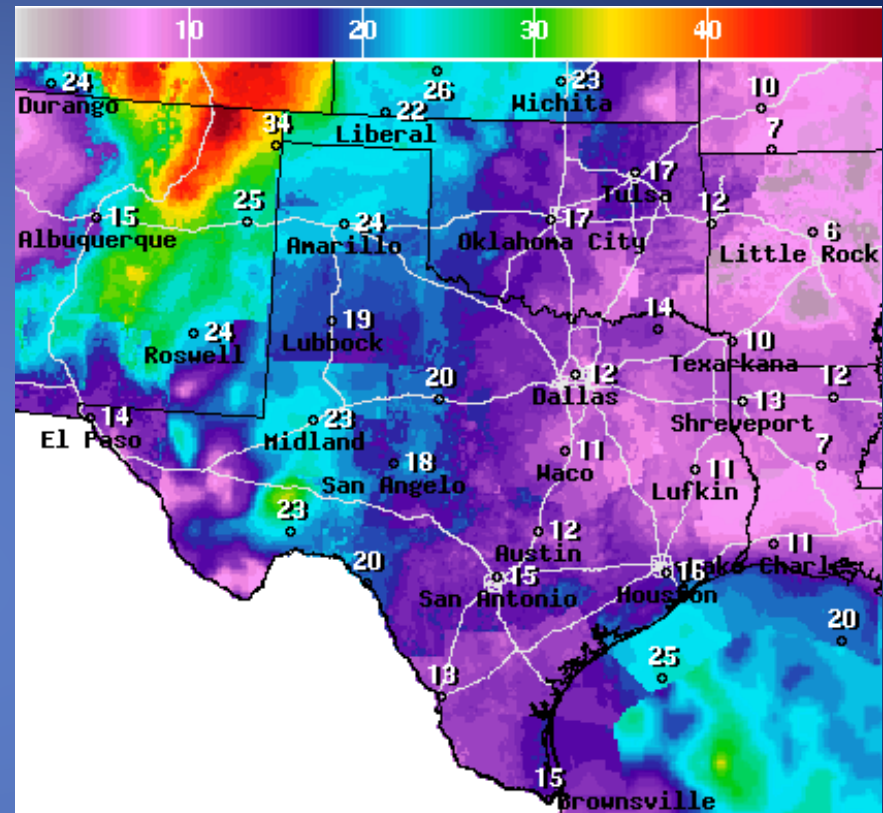 10 20 30 40
24 26 23 10
Durango Wichita
22 7
Liberal
34
17
Tulsa
15 25 24 17 12 6
Albuquerque Amarillo Oklahoma City Little Rock
24 19 14 10
Roswell Lubbock Texarkana
12
Dallas
20 13 12
14 23 Shreveport
El Paso Midland
18 11 11 7
San Angelo Waco Lufkin
23 12 11
Austin Lake Charles
20 15 16
San Antonio Houston
20
25
13
15
Brownsville